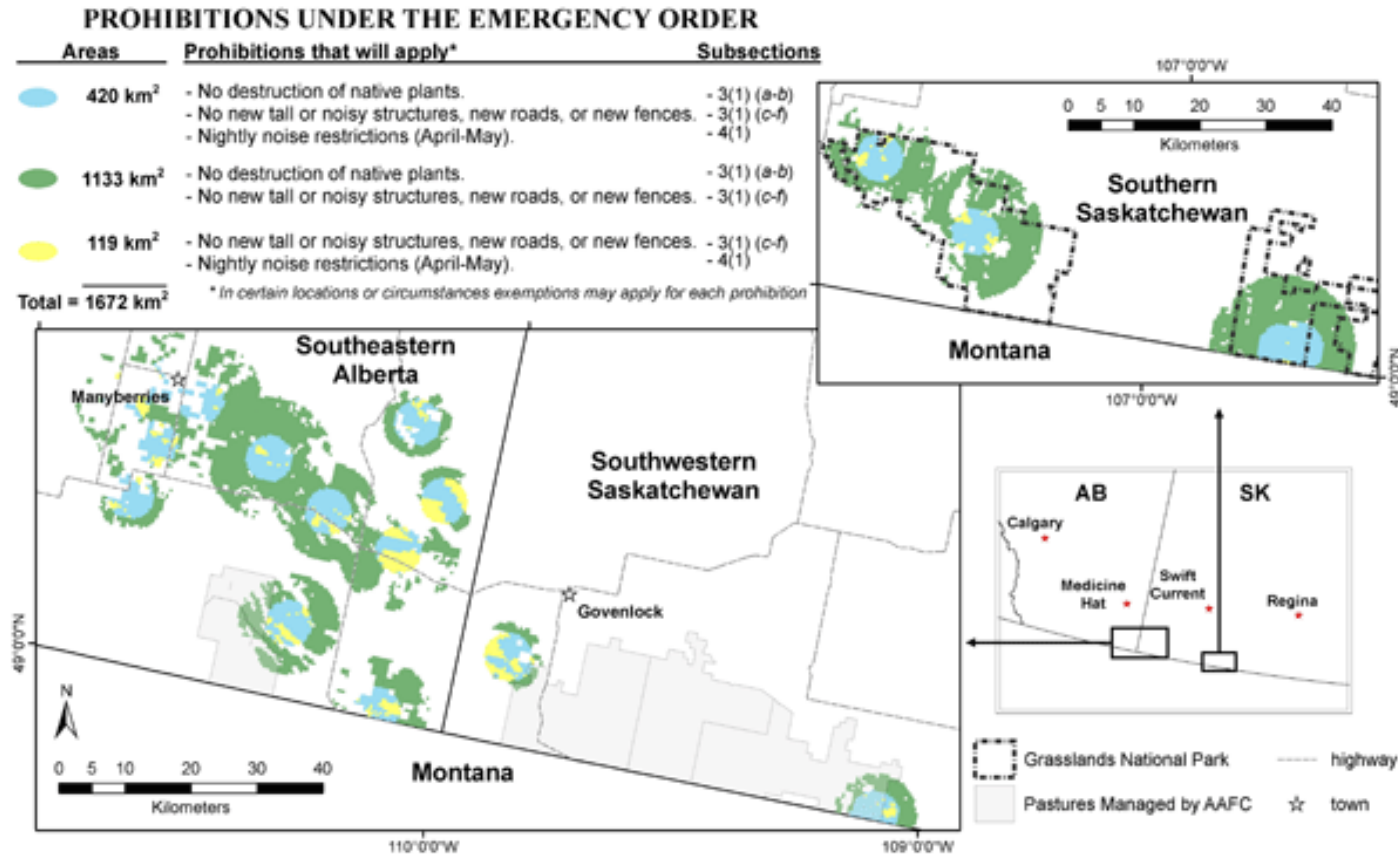 PROHIBITIONS UNDER THE EMERGENCY ORDER
Areas Prohibitions that will apply* Subsections
420 km² - No destruction of native plants. - 3(1) (a-b)
- No new tall or noisy structures, new roads, or new fences. - 3(1) (c-f)
- Nightly noise restrictions (April-May). - 4(1)
1133 km² - No destruction of native plants. - 3(1) (a-b)
- No new tall or noisy structures, new roads, or new fences. - 3(1) (c-f)
119 km² - No new tall or noisy structures, new roads, or new fences. - 3(1) (c-f)
- Nightly noise restrictions (April-May). - 4(1)
Total = 1672 km²
* In certain locations or circumstances exemptions may apply for each prohibition
107°0'0"W
0 5 10 20 30 40
Kilometers
Southern
Saskatchewan
Montana
49°0'0"N
107°0'0"W
Southeastern
Alberta
Manyberries
Southwestern
Saskatchewan
Govenlock
49°0'0"N
N
0 5 10 20 30 40
Kilometers
Montana
110°0'0"W
109°0'0"W
AB SK
Calgary
Medicine
Hat
Swift
Current
Regina
Grasslands National Park
highway
Pastures Managed by AAFC
town